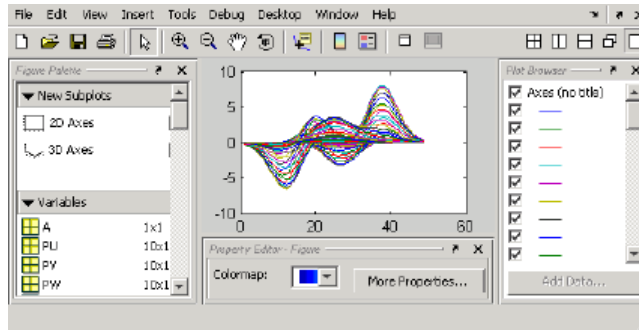 File Edit View Insert Tools Debug Desktop Window Help
Figure Palette
New Subplots
2D Axes
3D Axes
Variables
A 1x1
PU 10x1
PV 10x1
PW 10x1
10
5
0
-5
-10
0 20 40 60
Property Editor - Figure
Colormap:
More Properties...
Plot Browser
Axes (no title)
Add Data...